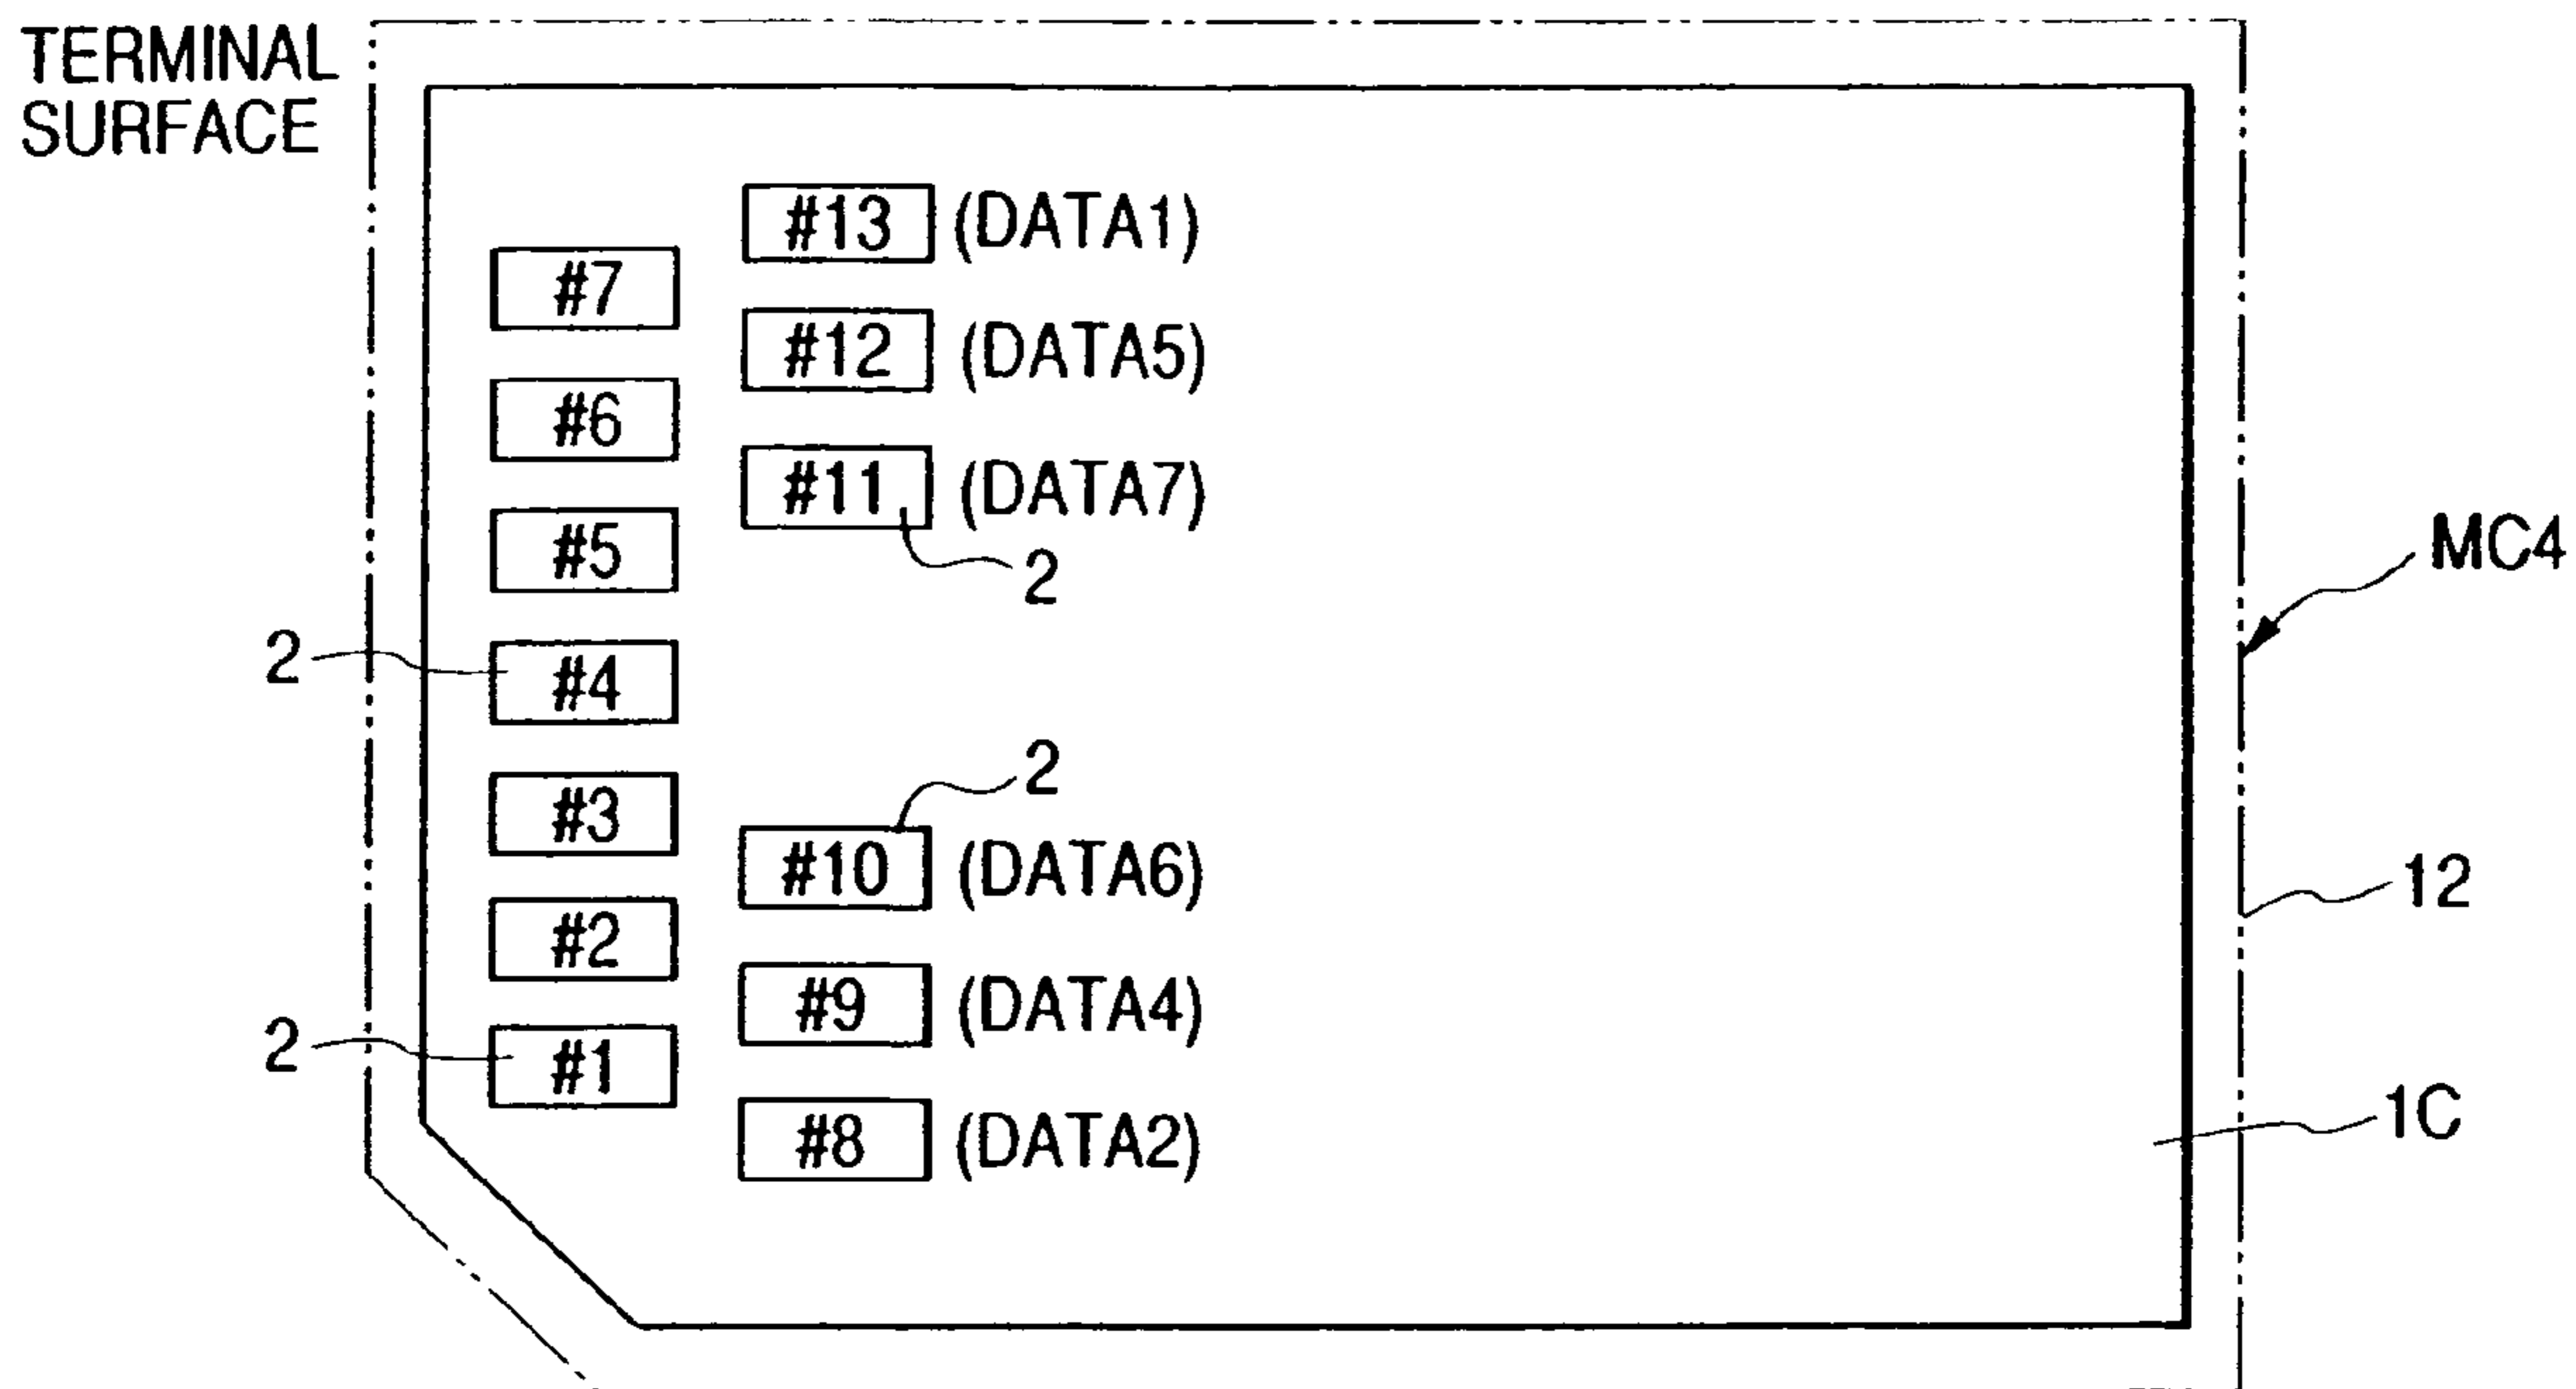 TERMINAL
SURFACE
#13 (DATA1)
#7
#12 (DATA5)
#6
#11 (DATA7)
#5
2
MC4
2
#4
2
#3
#10 (DATA6)
12
#2
#9 (DATA4)
2
#1
1C
#8 (DATA2)